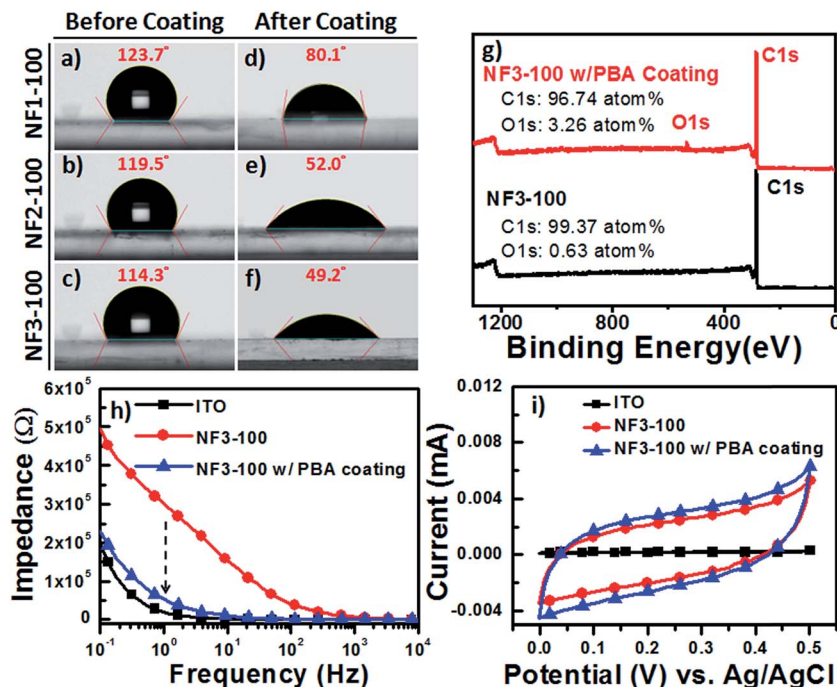 Before Coating After Coating
NF1-100
a) 123.7° d) 80.1°
NF2-100
b) 119.5° e) 52.0°
NF3-100
c) 114.3° f) 49.2°
g)
C1s
NF3-100 w/PBA Coating
C1s: 96.74 atom%
O1s: 3.26 atom%
O1s
NF3-100
C1s
C1s: 99.37 atom%
O1s: 0.63 atom%
1200 800 400 0
Binding Energy(eV)
h)
ITO
NF3-100
NF3-100 w/ PBA coating
6x10⁵
5x10⁵
4x10⁵
3x10⁵
2x10⁵
1x10⁵
0
Impedance (Ω)
10⁻¹ 10⁰ 10¹ 10² 10³ 10⁴
Frequency (Hz)
i)
ITO
NF3-100
NF3-100 w/ PBA coating
0.012
0.008
0.004
0.000
-0.004
Current (mA)
0.0 0.1 0.2 0.3 0.4 0.5
Potential (V) vs. Ag/AgCl